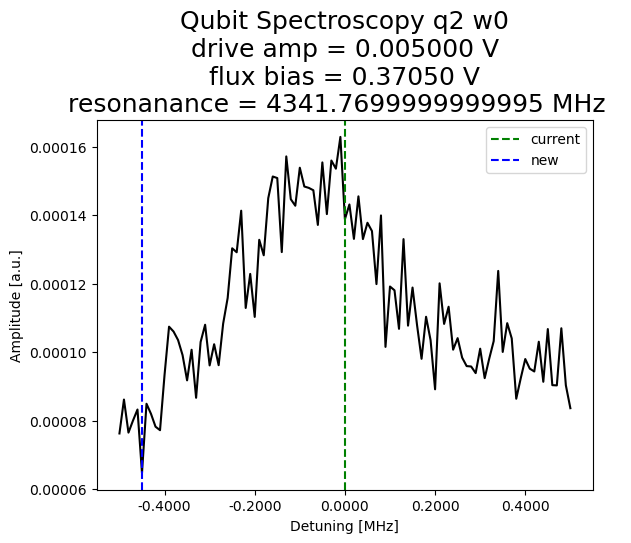 Qubit Spectroscopy q2 w0
drive amp = 0.005000 V
flux bias = 0.37050 V
resonanance = 4341.7699999999995 MHz
current
new
0.00016
0.00014
0.00012
0.00010
0.00008
0.00006
Amplitude [a.u.]
-0.4000
-0.2000
0.0000
0.2000
0.4000
Detuning [MHz]